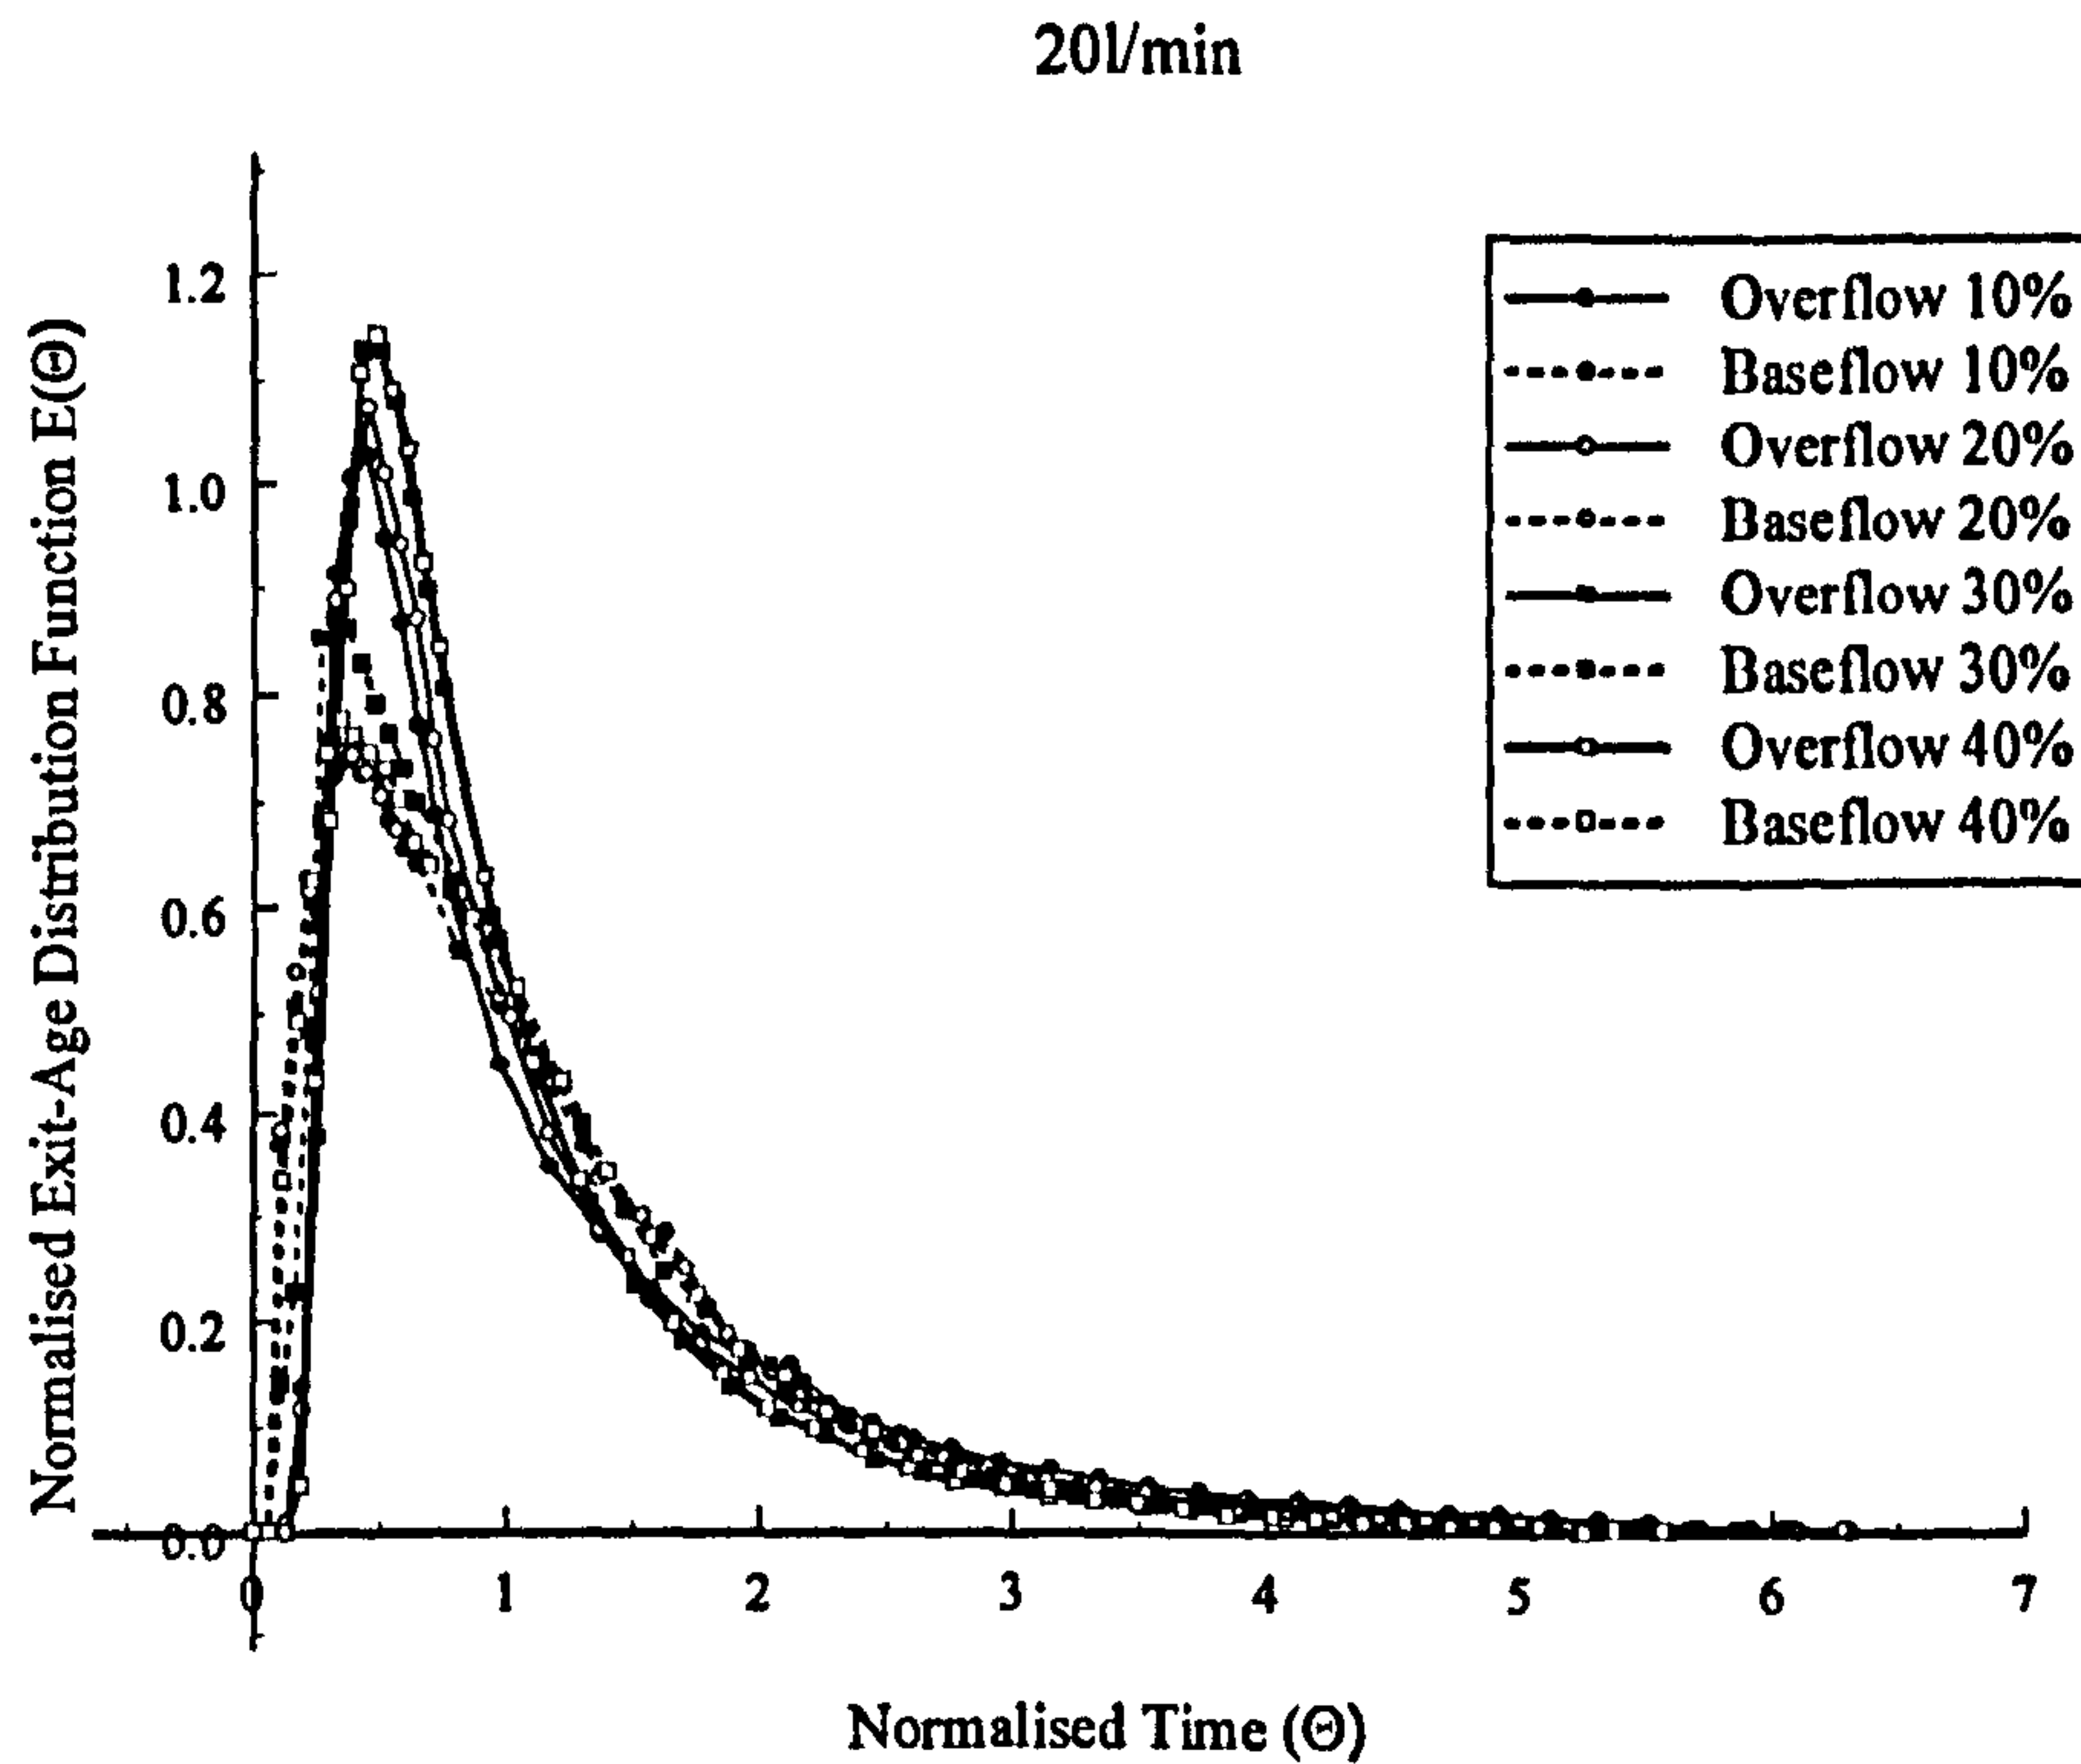 20l/min
Normalised Exit-Age Distribution Function E(Θ)
1.2
1.0
0.8
0.6
0.4
0.2
0.0
0 1 2 3 4 5 6 7
Normalised Time (Θ)
Overflow 10%
Baseflow 10%
Overflow 20%
Baseflow 20%
Overflow 30%
Baseflow 30%
Overflow 40%
Baseflow 40%